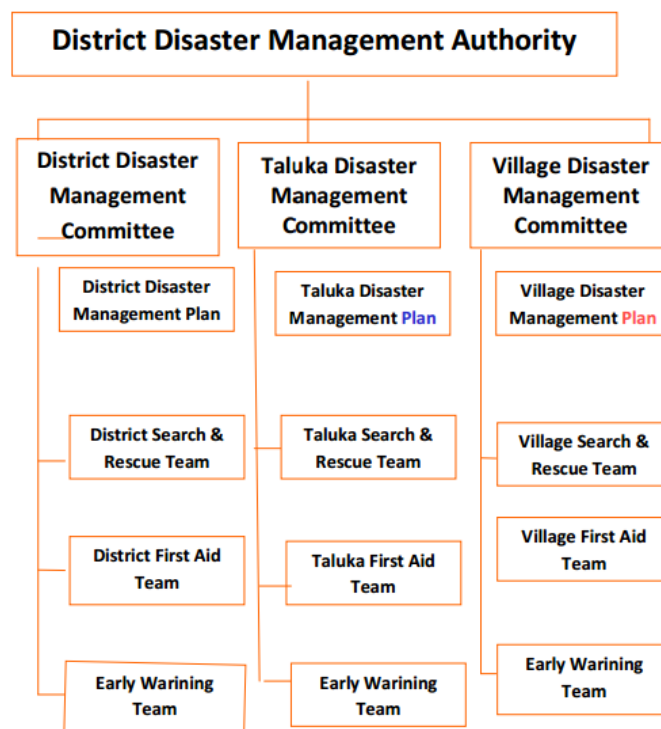 District Disaster Management Authority
District Disaster
Management
Committee
Taluka Disaster
Management
Committee
Village Disaster
Management
Committee
District Disaster
Management Plan
Taluka Disaster
Management Plan
Village Disaster
Management Plan
District Search &
Rescue Team
Taluka Search &
Rescue Team
Village Search &
Rescue Team
District First Aid
Team
Taluka First Aid
Team
Village First Aid
Team
Early Warining
Team
Early Warining
Team
Early Warining
Team